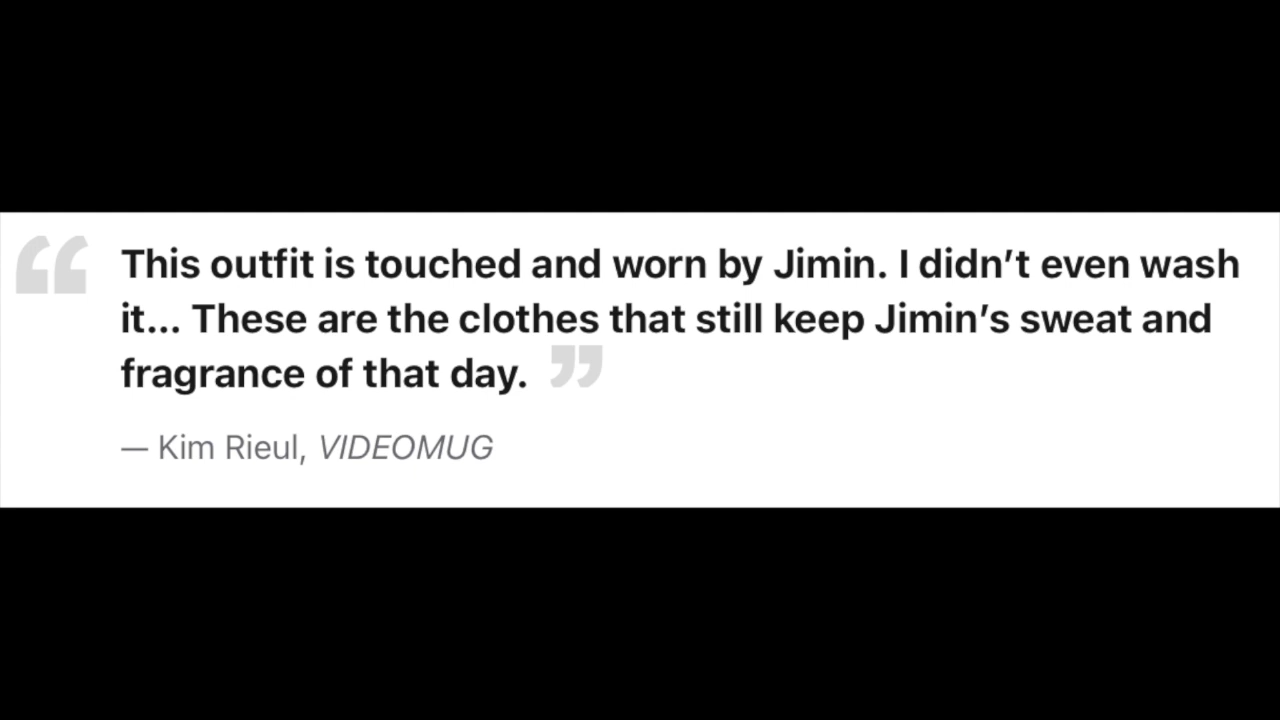 “ This outfit is touched and worn by Jimin. I didn’t even wash
it... These are the clothes that still keep Jimin’s sweat and
fragrance of that day. ”
— Kim Rieul, VIDEOMUG